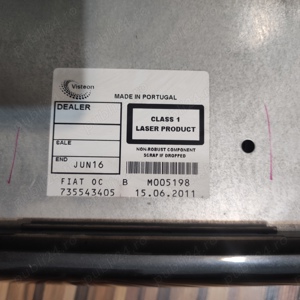 Visteon
MADE IN PORTUGAL
DEALER
CLASS 1
LASER PRODUCT
SALE
NON-ROBUST COMPONENT
SCRAP IF DROPPED
END JUN16
FIAT OC B M005198
735543405 15.06.2011